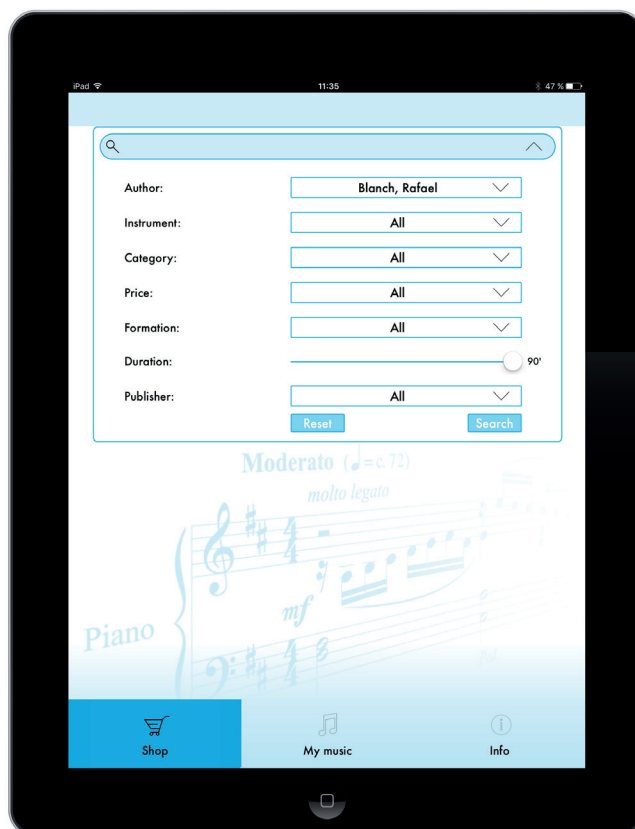 iPad 11:35 47 %
Author: Blanch, Rafael
Instrument: All
Category: All
Price: All
Formation: All
Duration: 90'
Publisher: All
Reset Search
Moderato (♩=c.72)
molto legato
mf
Piano
Shop My music Info